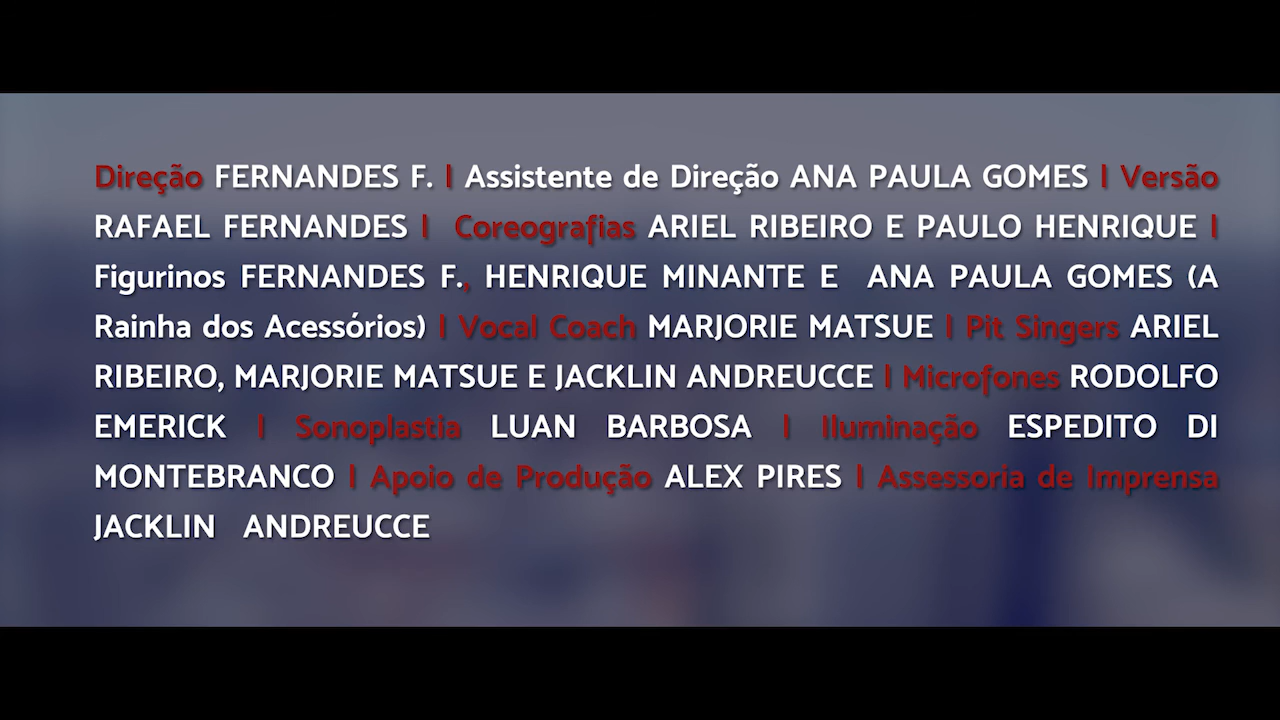 Direção FERNANDES F. | Assistente de Direção ANA PAULA GOMES | Versão
RAFAEL FERNANDES | Coreografias ARIEL RIBEIRO E PAULO HENRIQUE |
Figurinos FERNANDES F., HENRIQUE MINANTE E ANA PAULA GOMES (A
Rainha dos Acessórios) | Vocal Coach MARJORIE MATSUE | Pit Singers ARIEL
RIBEIRO, MARJORIE MATSUE E JACKLIN ANDREUCCE | Microfones RODOLFO
EMERICK | Sonoplastia LUAN BARBOSA | Iluminação ESPEDITO DI
MONTEBRANCO | Apoio de Produção ALEX PIRES | Assessoria de Imprensa
JACKLIN ANDREUCCE